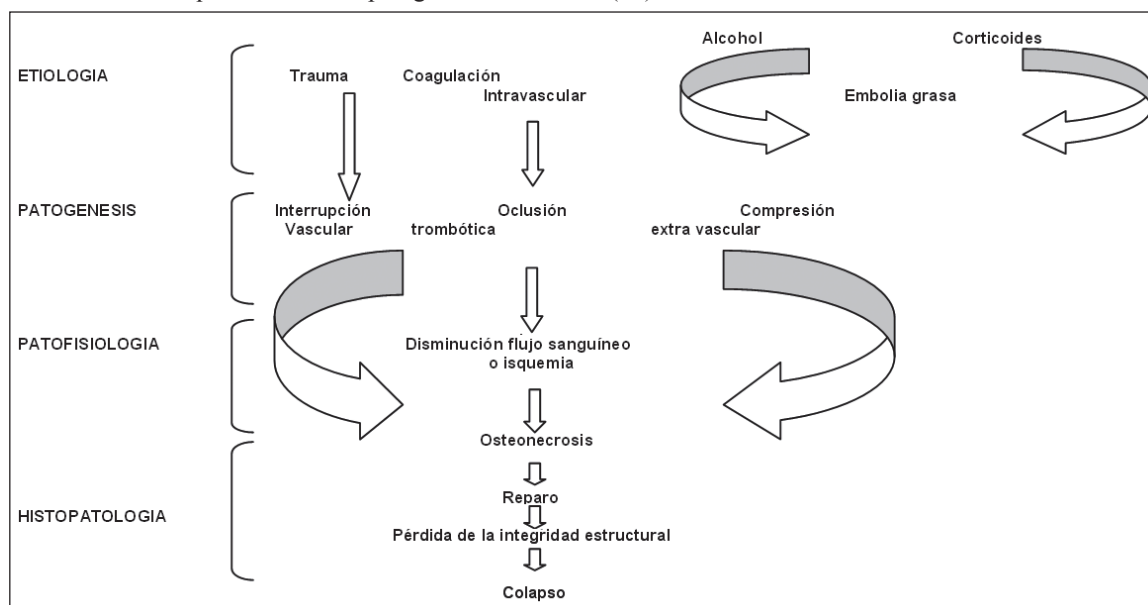 Alcohol Corticoides
ETIOLOGIA Trauma Coagulación
Intravascular Embolia grasa
PATOGENESIS Interrupción Oclusión Compresión
Vascular trombótica extra vascular
PATOFISIOLOGIA Disminución flujo sanguíneo
o isquemia
Osteonecrosis
Reparo
HISTOPATOLOGIA
Pérdida de la integridad estructural
Colapso